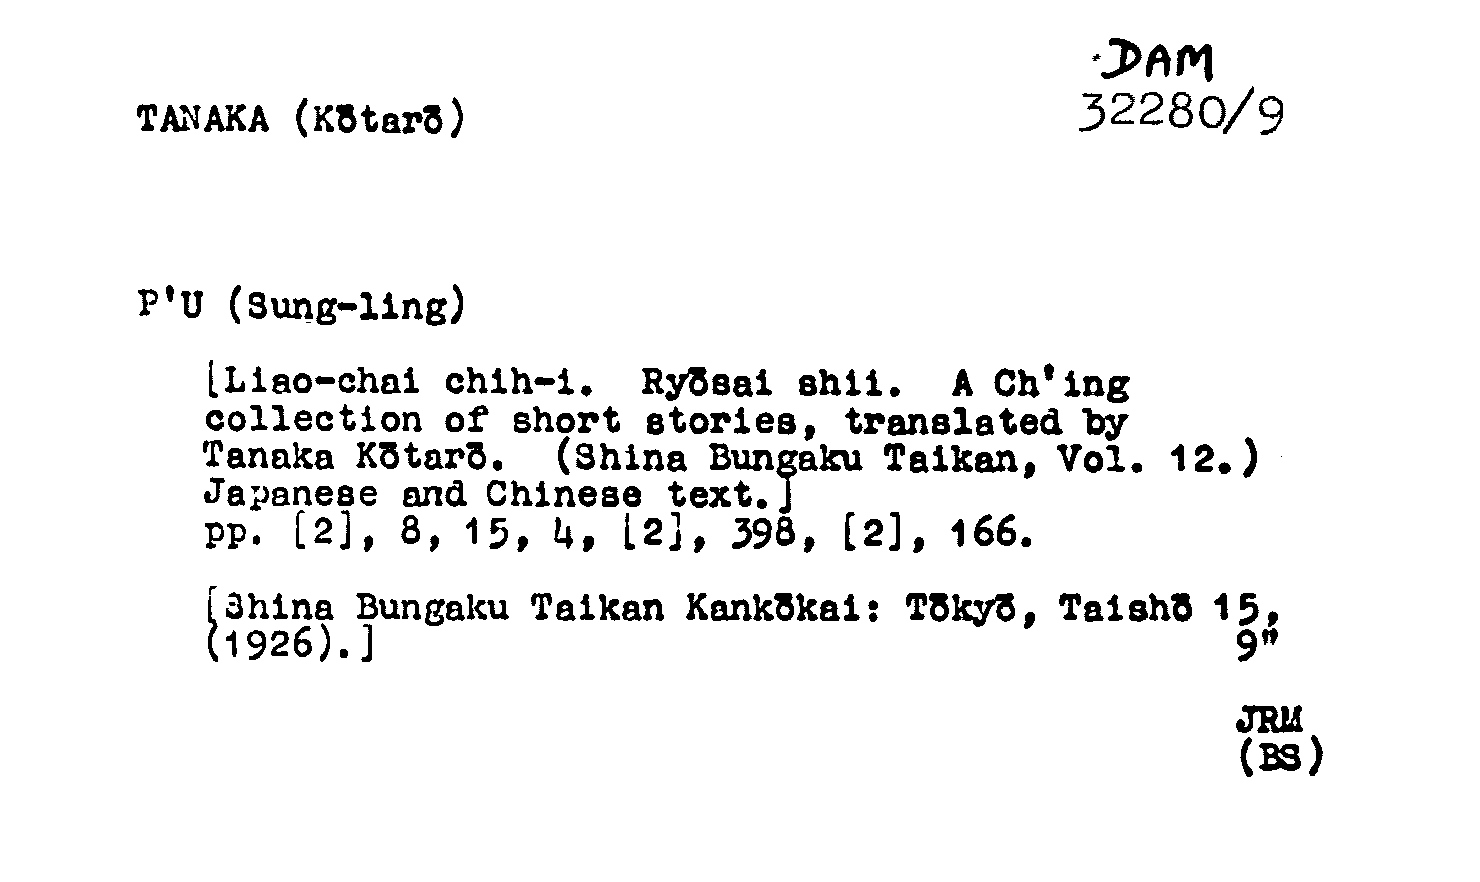 DAM
TANAKA (Kōtarō)
32280/9
P'U (Sung-ling)
[Liao-chai chih-i. Ryōsai shii. A Ch'ing
collection of short stories, translated by
Tanaka Kōtarō. (Shina Bungaku Taikan, Vol. 12.)
Japanese and Chinese text.]
pp. [2], 8, 15, 4, [2], 398, [2], 166.
[Shina Bungaku Taikan Kankōkai: Tōkyō, Taishō 15,
(1926).] 9"
JRM
(BS)